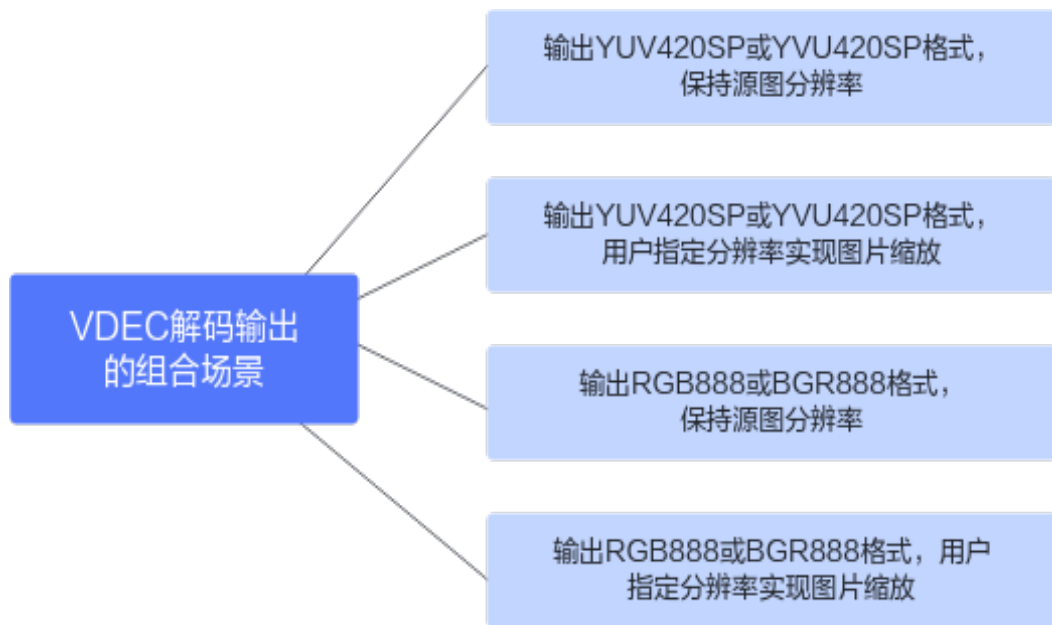 输出YUV420SP或YVU420SP格式，
保持源图分辨率
输出YUV420SP或YVU420SP格式，
用户指定分辨率实现图片缩放
VDEC解码输出
的组合场景
输出RGB888或BGR888格式，
保持源图分辨率
输出RGB888或BGR888格式，用户
指定分辨率实现图片缩放